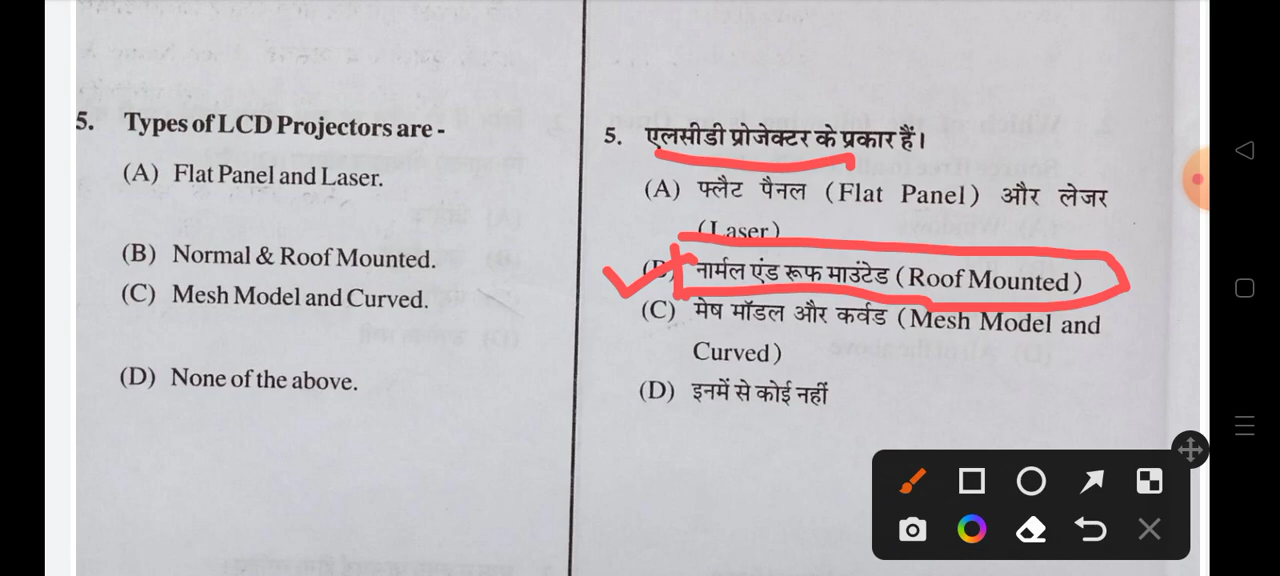 5. Types of LCD Projectors are -
(A) Flat Panel and Laser.
(B) Normal & Roof Mounted.
(C) Mesh Model and Curved.
(D) None of the above.
5. एलसीडी प्रोजेक्टर के प्रकार हैं।
(A) फ्लैट पैनल (Flat Panel) और लेजर
(Laser)
(B) नार्मल एंड रूफ माउंटेड (Roof Mounted)
(C) मेष मॉडल और कर्वड (Mesh Model and
Curved)
(D) इनमें से कोई नहीं